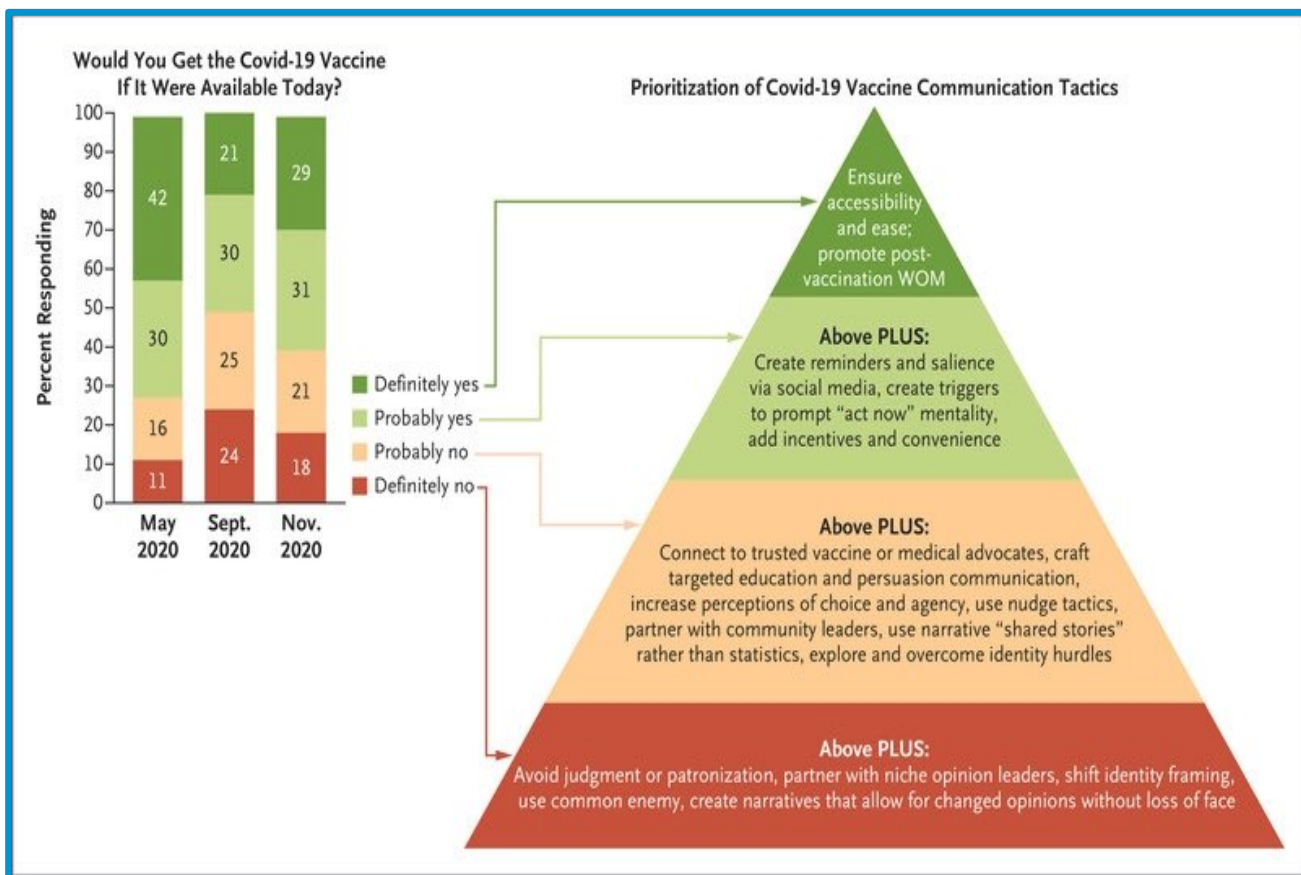 Would You Get the Covid-19 Vaccine
If It Were Available Today?
Percent Responding
100
90
80
70
60
50
40
30
20
10
0
42
30
16
11
21
30
25
24
29
31
21
18
May
2020
Sept.
2020
Nov.
2020
Definitely yes
Probably yes
Probably no
Definitely no
Prioritization of Covid-19 Vaccine Communication Tactics
Ensure
accessibility
and ease;
promote post-
vaccination WOM
Above PLUS:
Create reminders and salience
via social media, create triggers
to prompt “act now” mentality,
add incentives and convenience
Above PLUS:
Connect to trusted vaccine or medical advocates, craft
targeted education and persuasion communication,
increase perceptions of choice and agency, use nudge tactics,
partner with community leaders, use narrative “shared stories”
rather than statistics, explore and overcome identity hurdles
Above PLUS:
Avoid judgment or patronization, partner with niche opinion leaders, shift identity framing,
use common enemy, create narratives that allow for changed opinions without loss of face